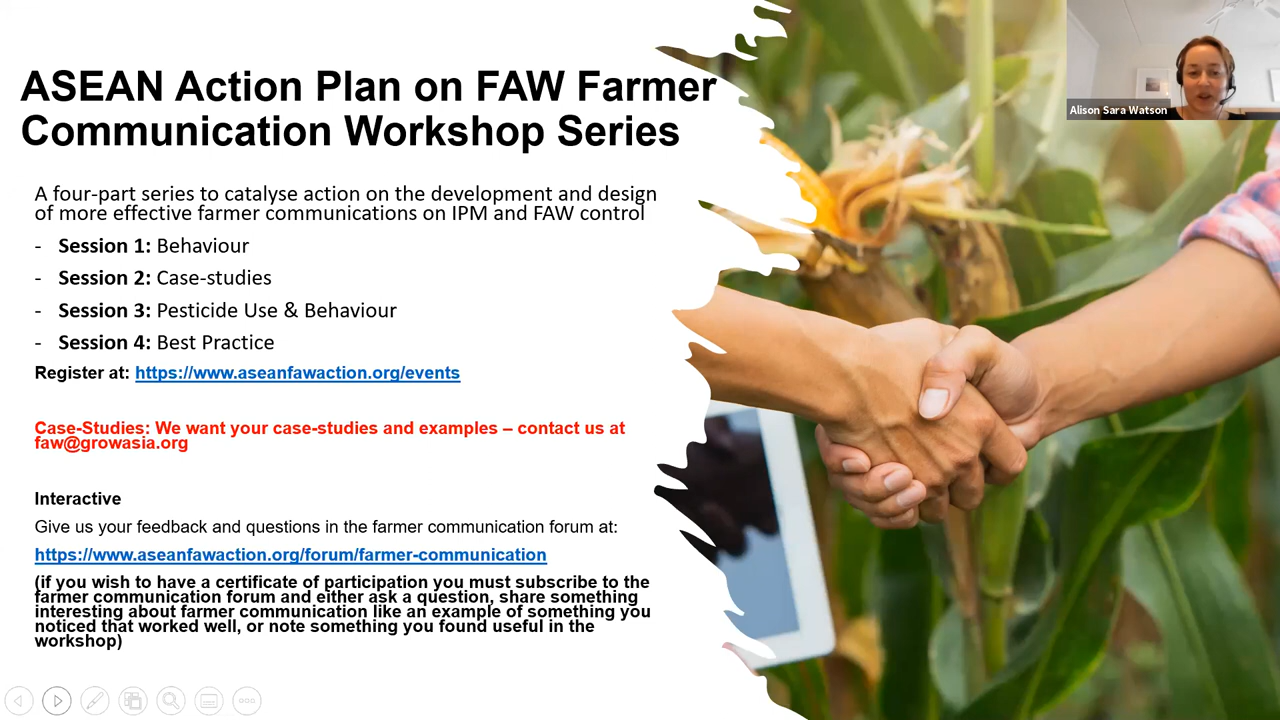 ASEAN Action Plan on FAW Farmer
Communication Workshop Series
Alison Sara Watson
A four-part series to catalyse action on the development and design
of more effective farmer communications on IPM and FAW control
- Session 1: Behaviour
- Session 2: Case-studies
- Session 3: Pesticide Use & Behaviour
- Session 4: Best Practice
Register at: https://www.aseanfawaction.org/events
Case-Studies: We want your case-studies and examples – contact us at
faw@growasia.org
Interactive
Give us your feedback and questions in the farmer communication forum at:
https://www.aseanfawaction.org/forum/farmer-communication
(if you wish to have a certificate of participation you must subscribe to the
farmer communication forum and either ask a question, share something
interesting about farmer communication like an example of something you
noticed that worked well, or note something you found useful in the
workshop)